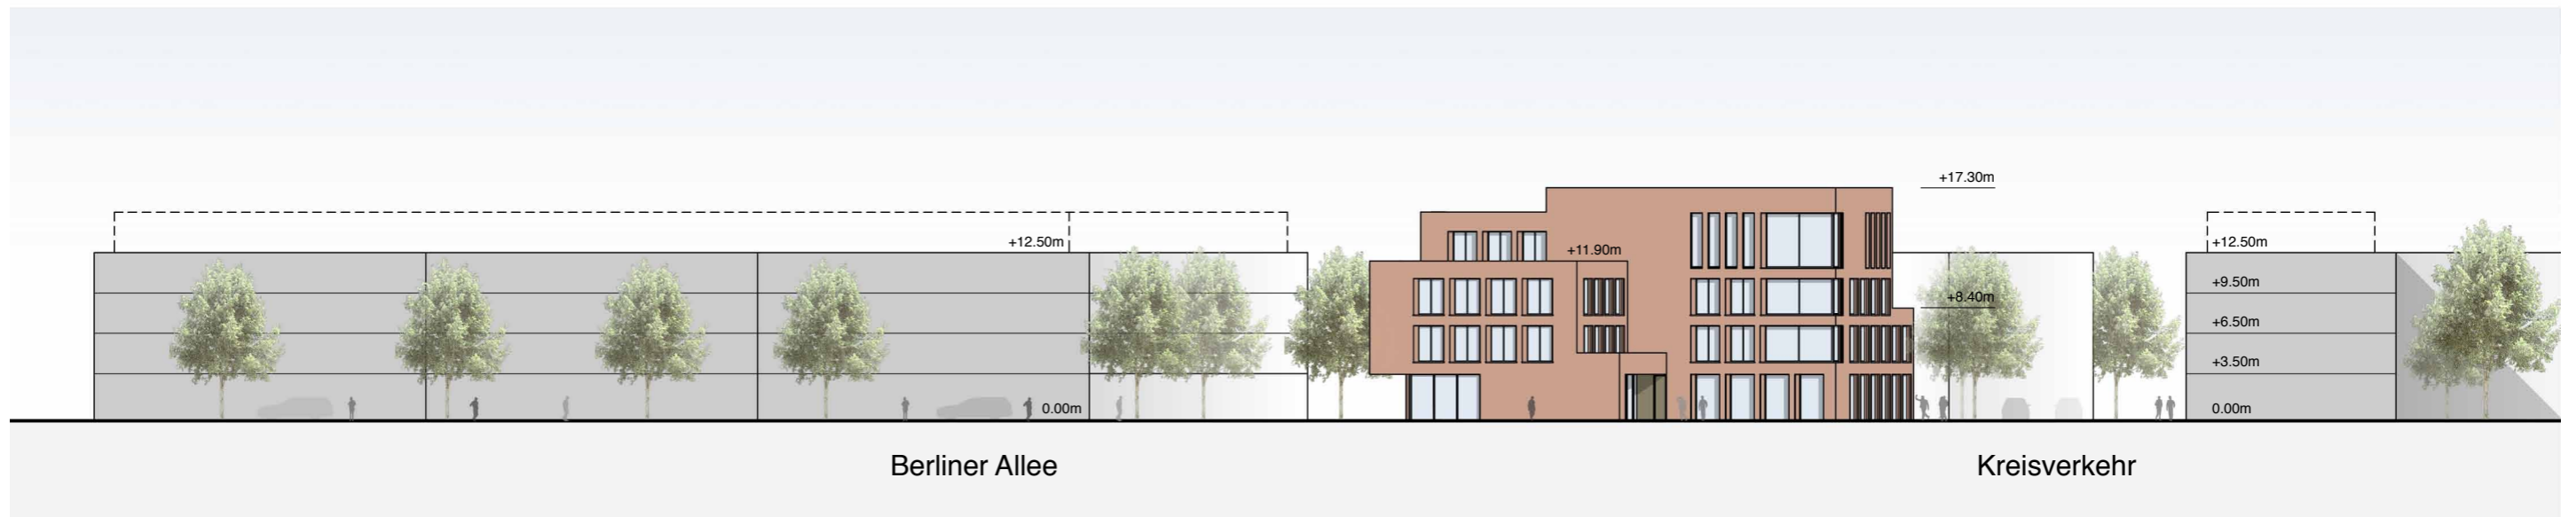 +17.30m
+12.50m
+11.90m
+12.50m
+9.50m
+8.40m
+6.50m
+3.50m
0.00m
0.00m
Berliner Allee
Kreisverkehr